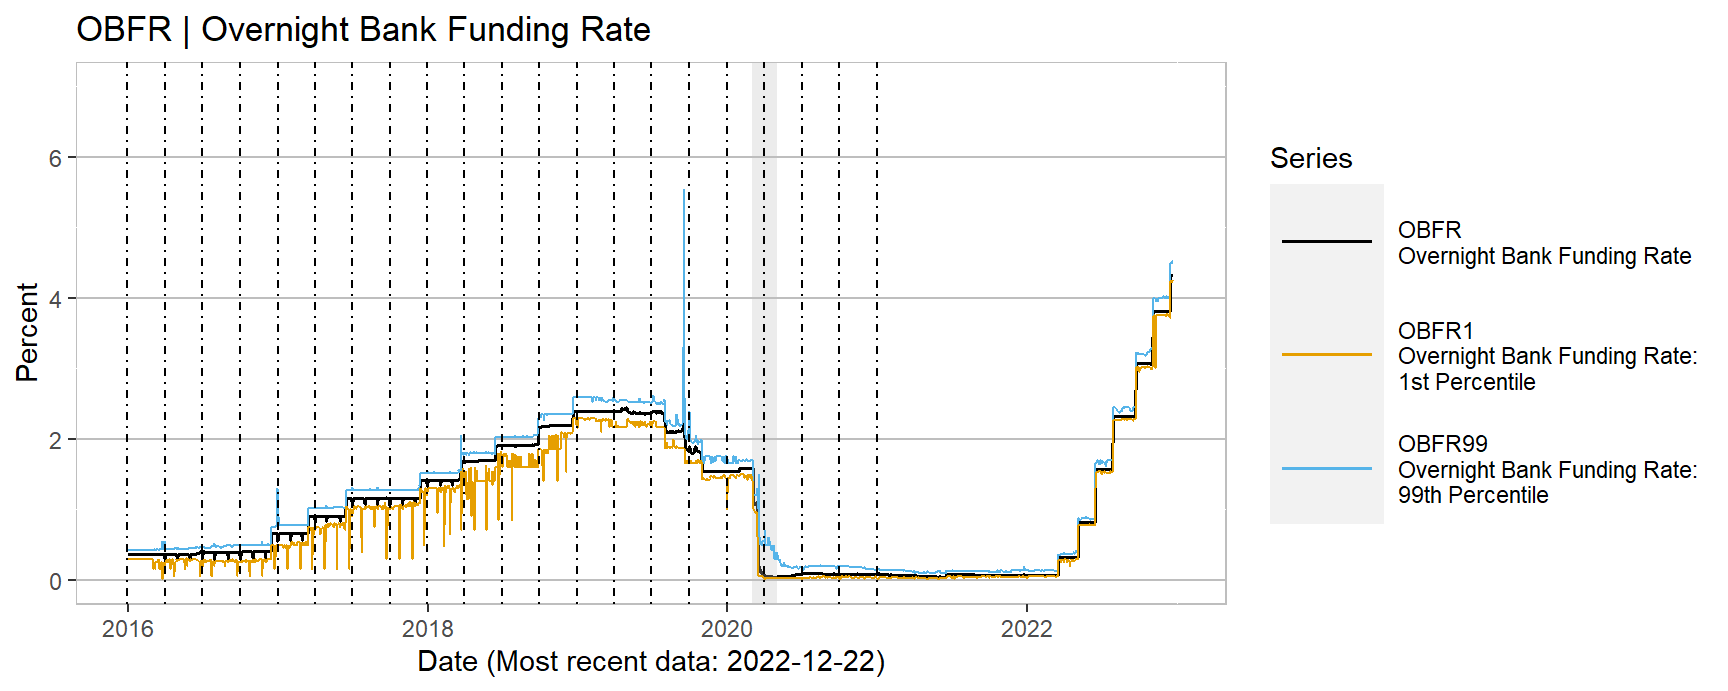 OBFR | Overnight Bank Funding Rate
6
4
2
0
Percent
2016
2018
2020
2022
Date (Most recent data: 2022-12-22)
Series
OBFR
Overnight Bank Funding Rate
OBFR1
Overnight Bank Funding Rate:
1st Percentile
OBFR99
Overnight Bank Funding Rate:
99th Percentile